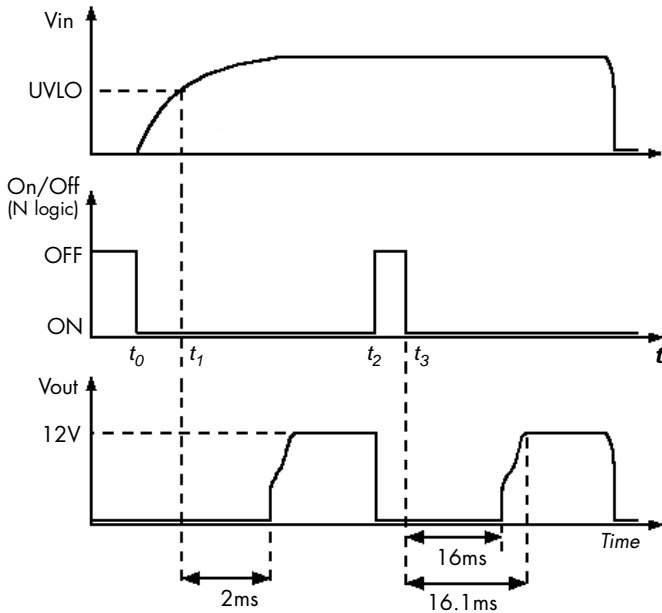 Vin
UVLO
On/Off
(N logic)
OFF
ON
t0 t1 t2 t3 t
Vout
12V
Time
16ms
2ms
16.1ms